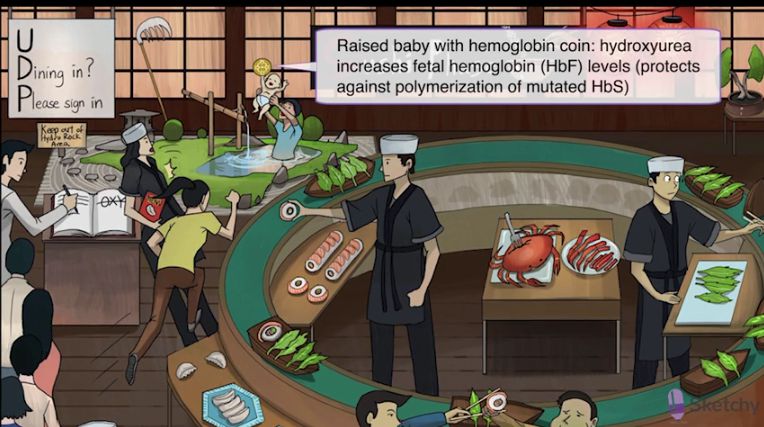 U
Dining in?
Please sign in
Raised baby with hemoglobin coin: hydroxyurea
increases fetal hemoglobin (HbF) levels (protects
against polymerization of mutated HbS)
Keep out of
Hydro Rock
Area
OXY
Sketchy